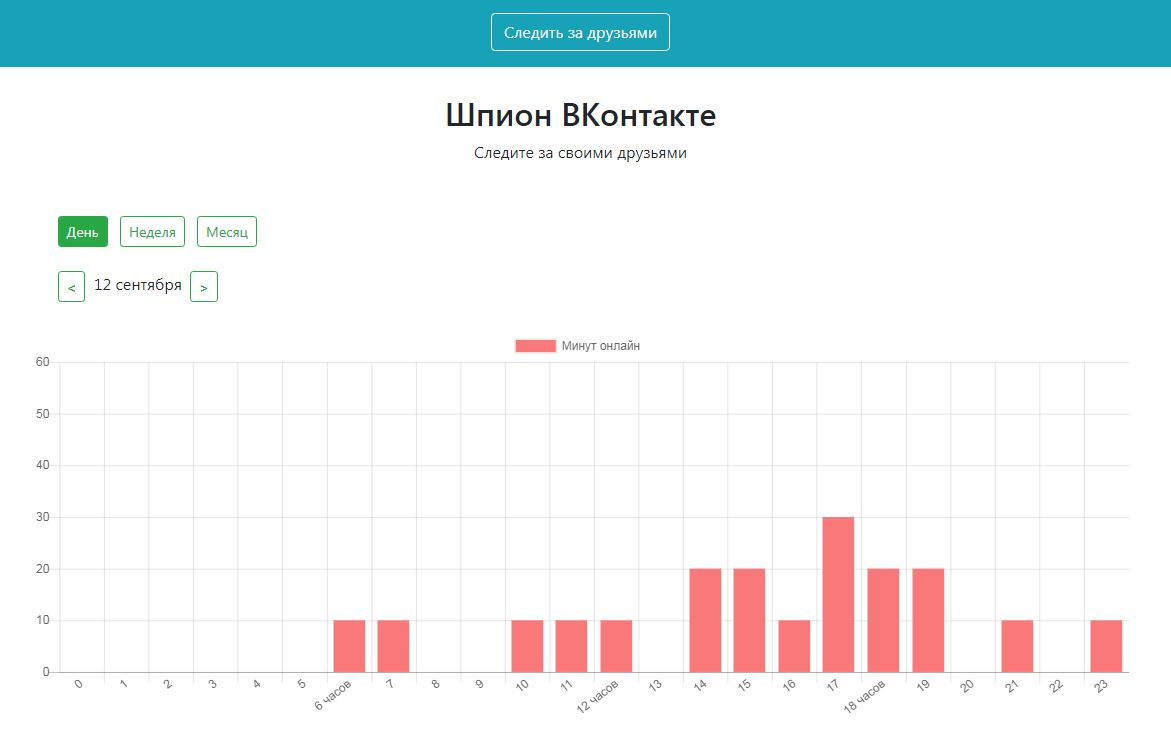 Следить за друзьями
Шпион ВКонтакте
Следите за своими друзьями
День Неделя Месяц
< 12 сентября >
Минут онлайн
60
50
40
30
20
10
0
0 1 2 3 4 5 6 часов 7 8 9 10 11 12 часов 13 14 15 16 17 18 часов 19 20 21 22 23